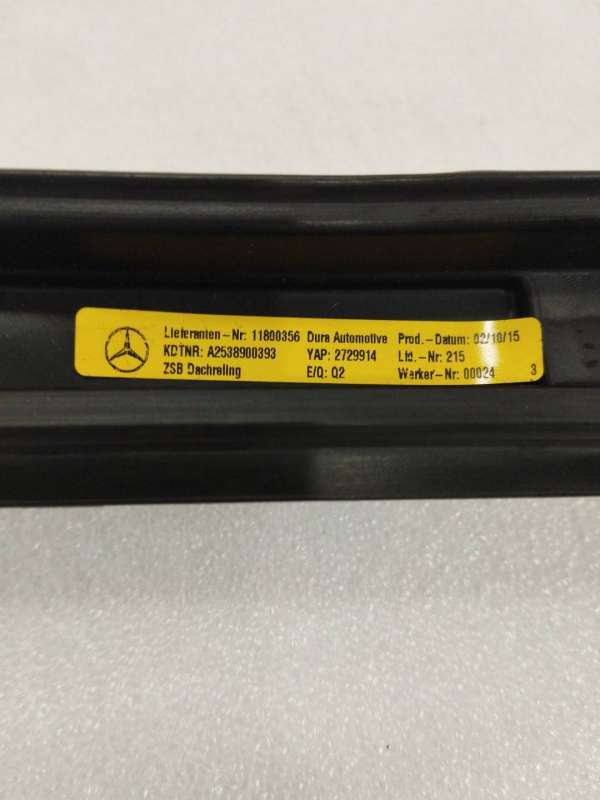 Lieferanten-Nr: 11800356 Dura Automotive Prod.-Datum: 02/10/15
KDTNR: A2538900393 YAP: 2729914 Lfd.-Nr: 215
ZSB Dachreling E/Q: Q2 Werker-Nr: 00024 3